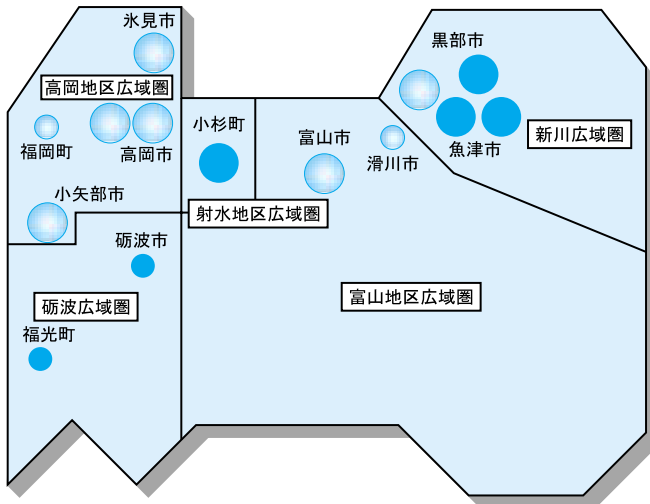 氷見市
高岡地区広域圏
福岡町
高岡市
小矢部市
砺波市
砺波広域圏
福光町
小杉町
射水地区広域圏
富山市
滑川市
富山地区広域圏
黒部市
魚津市
新川広域圏